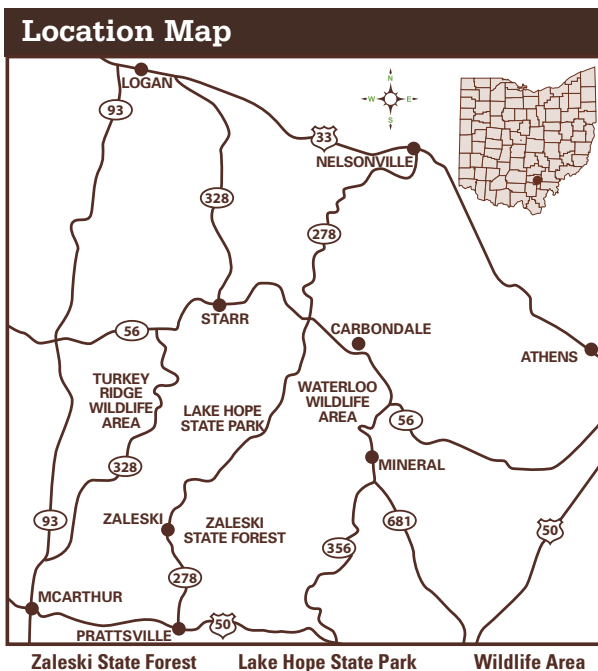 Location Map
LOGAN
93
N
W E
S
33
NELSONVILLE
328
278
STARR
56
CARBONDALE
ATHENS
TURKEY
RIDGE
WILDLIFE
AREA
LAKE HOPE
STATE PARK
WATERLOO
WILDLIFE
AREA
56
328
MINERAL
93
ZALESKI
ZALESKI
STATE FOREST
681
50
356
278
MCARTHUR
50
PRATTSVILLE
Zaleski State Forest Lake Hope State Park Wildlife Area